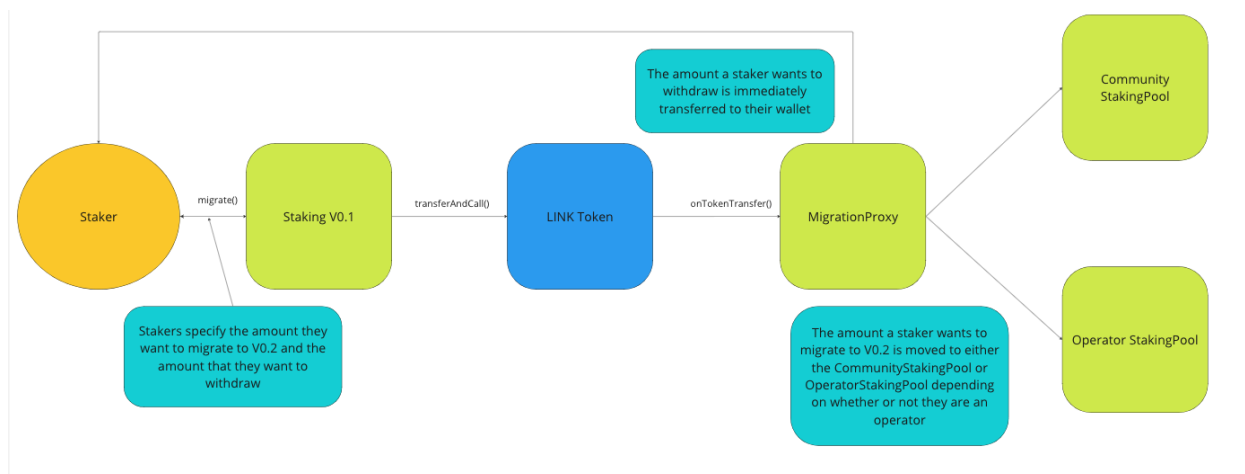 The amount a staker wants to
withdraw is immediately
transferred to their wallet
Community
StakingPool
Staker
migrate()
Staking V0.1
transferAndCall()
LINK Token
onTokenTransfer()
MigrationProxy
Stakers specify the amount they
want to migrate to V0.2 and the
amount that they want to
withdraw
The amount a staker wants to
migrate to V0.2 is moved to either
the CommunityStakingPool or
OperatorStakingPool depending
on whether or not they are an
operator
Operator StakingPool